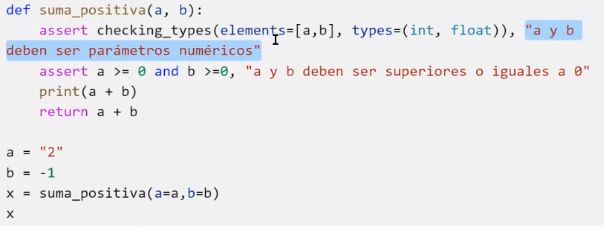 def suma_positiva(a, b):
    assert checking_types(elements=[a,b], types=(int, float)), "a y b
deben ser parámetros numéricos"
    assert a >= 0 and b >=0, "a y b deben ser superiores o iguales a 0"
    print(a + b)
    return a + b

a = "2"
b = -1
x = suma_positiva(a=a,b=b)
x